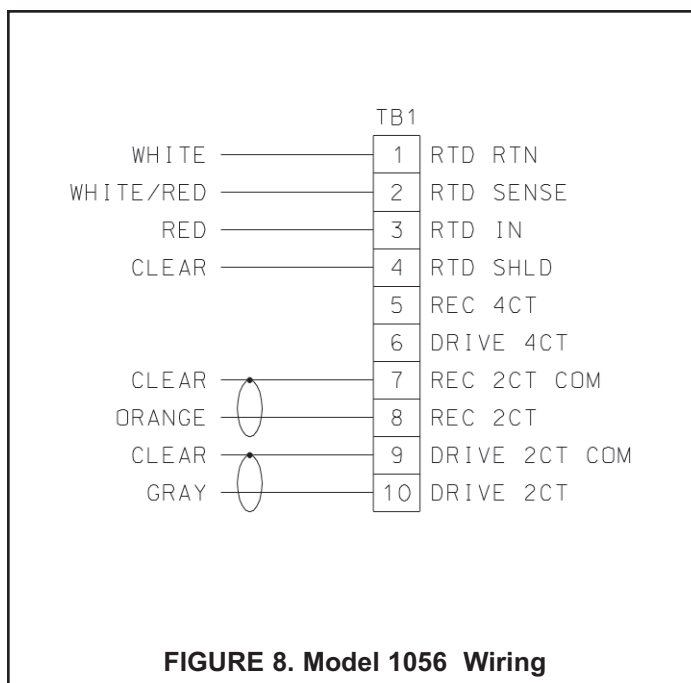 TB1
WHITE 1 RTD RTN
WHITE/RED 2 RTD SENSE
RED 3 RTD IN
CLEAR 4 RTD SHLD
5 REC 4CT
6 DRIVE 4CT
CLEAR 7 REC 2CT COM
ORANGE 8 REC 2CT
CLEAR 9 DRIVE 2CT COM
GRAY 10 DRIVE 2CT
FIGURE 8. Model 1056 Wiring